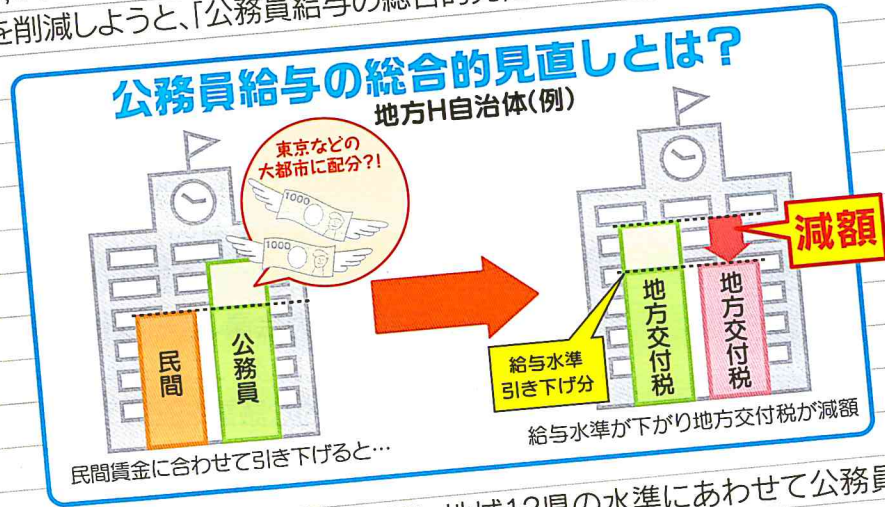 を削減しようと、「公務員給与の総合的見
公務員給与の総合的見直しとは？
地方H自治体(例)
東京などの
大都市に配分?!
1000
1000
民間
公務員
民間賃金に合わせて引き下げると…
減額
地方交付税
地方交付税
給与水準
引き下げ分
給与水準が下がり地方交付税が減額
地域12県の水準にあわせて公務員